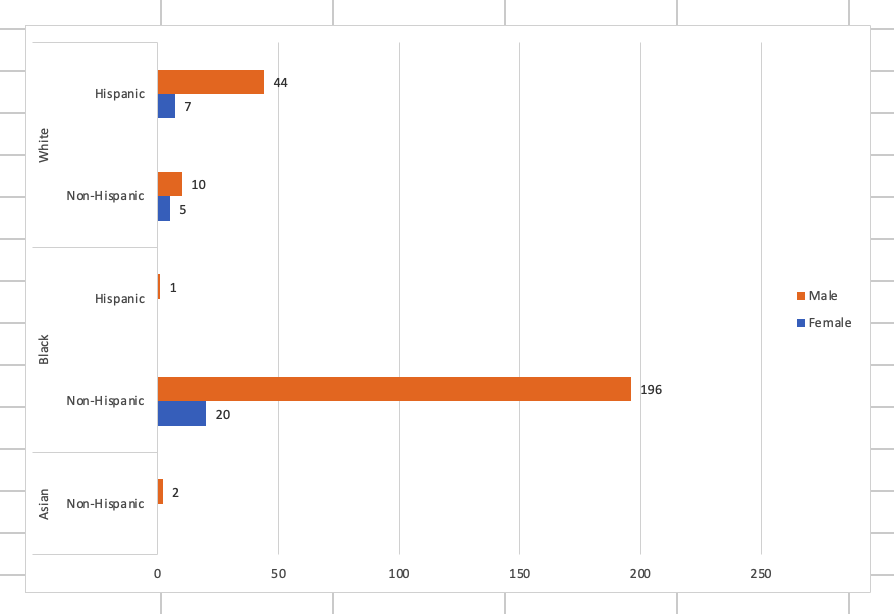 White
Hispanic
44
7
Non-Hispanic
10
5
Black
Hispanic
1
Non-Hispanic
196
20
Asian
Non-Hispanic
2
0 50 100 150 200 250
Male
Female